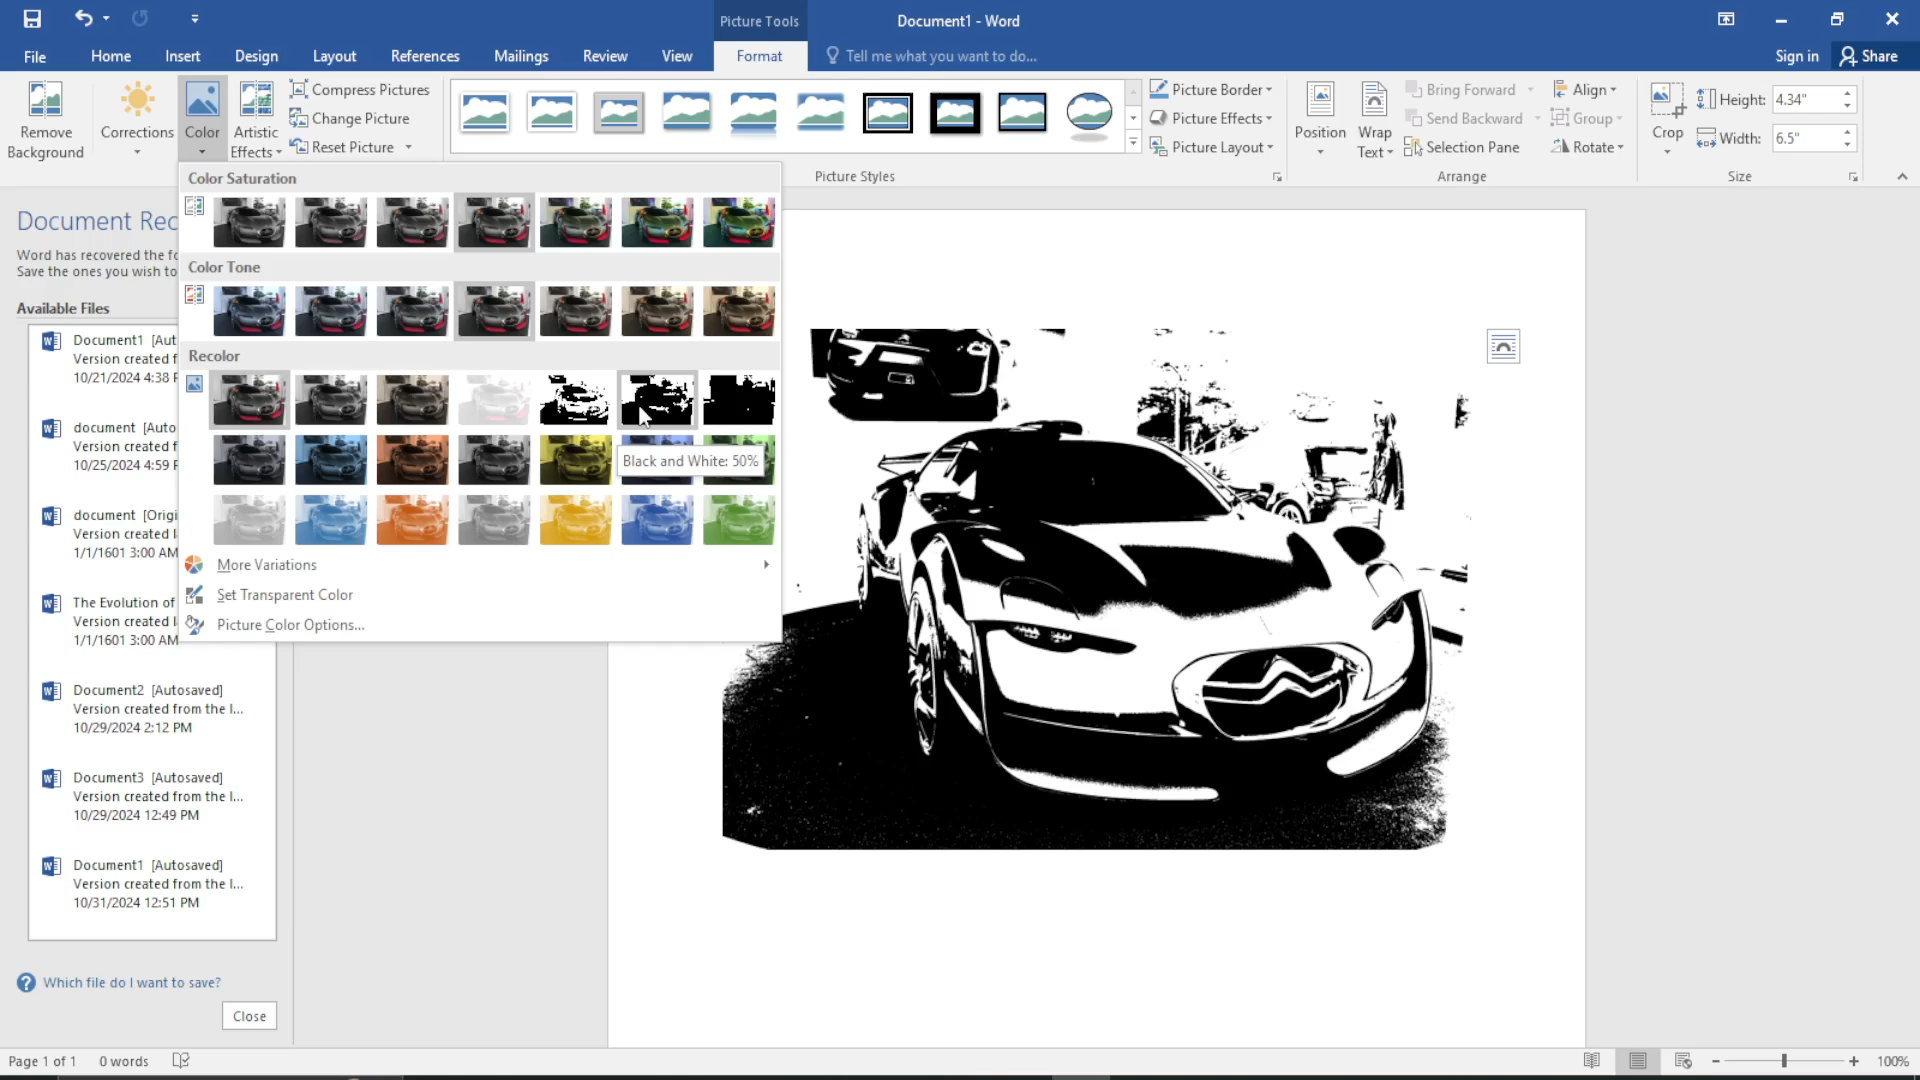 Picture Tools
Document1 - Word
File
Home
Insert
Design
Layout
References
Mailings
Review
View
Format
Tell me what you want to do...
Sign in
Share
Remove
Background
Corrections
Color
Artistic
Effects
Compress Pictures
Change Picture
Reset Picture
Picture Border
Picture Effects
Picture Layout
Position
Wrap
Text
Bring Forward
Send Backward
Selection Pane
Align
Group
Rotate
Crop
Height:
4.34"
Width:
6.5"
Picture Styles
Arrange
Size
Color Saturation
Color Tone
Recolor
Black and White: 50%
More Variations
Set Transparent Color
Picture Color Options...
Document Rec
Word has recovered the fo
Save the ones you wish to
Available Files
Document1 [Aut
Version created f
10/21/2024 4:38 P
document [Auto
Version created f
10/25/2024 4:59 P
document [Origi
Version created l
1/1/1601 3:00 AM
The Evolution of
Version created l
1/1/1601 3:00 AM
Document2 [Autosaved]
Version created from the l...
10/29/2024 2:12 PM
Document3 [Autosaved]
Version created from the l...
10/29/2024 12:49 PM
Document1 [Autosaved]
Version created from the l...
10/31/2024 12:51 PM
Which file do I want to save?
Close
Page 1 of 1
0 words
100%